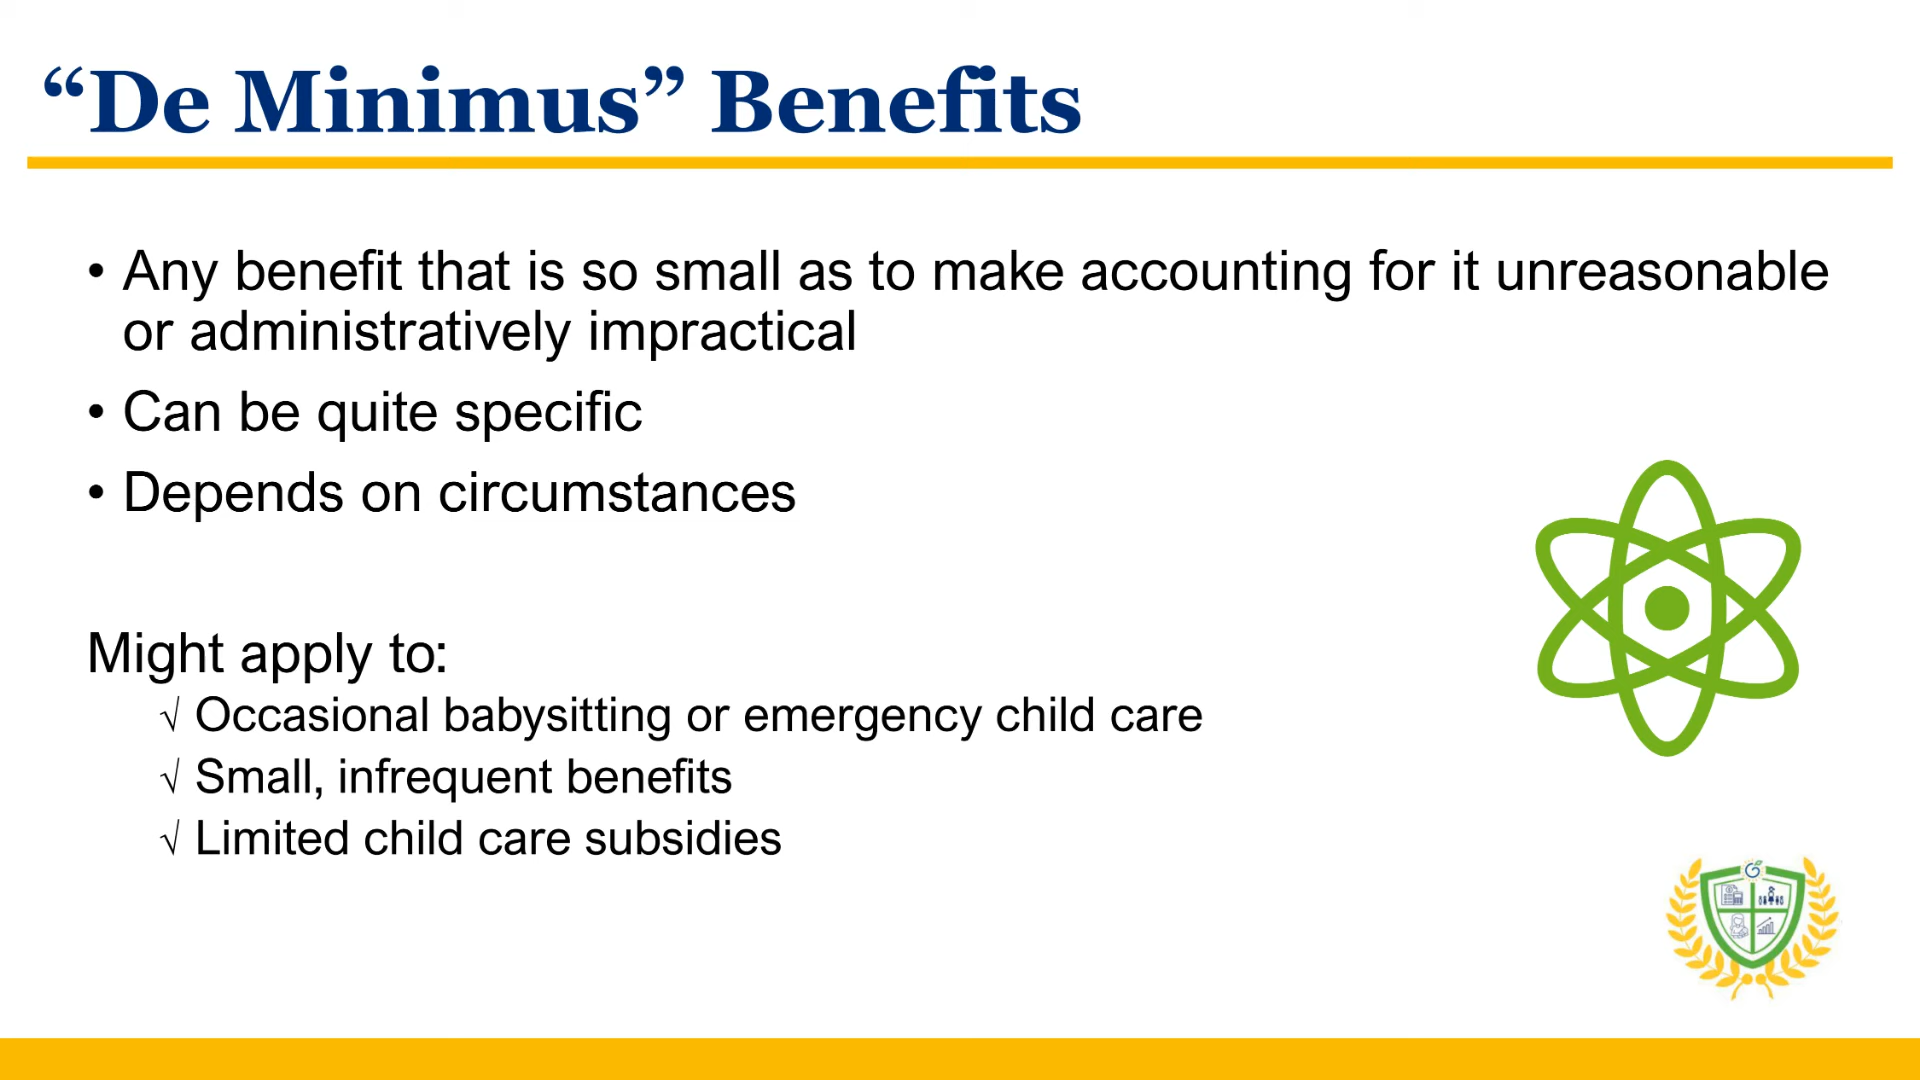 “De Minimus” Benefits
• Any benefit that is so small as to make accounting for it unreasonable
or administratively impractical
• Can be quite specific
• Depends on circumstances
Might apply to:
√ Occasional babysitting or emergency child care
√ Small, infrequent benefits
√ Limited child care subsidies